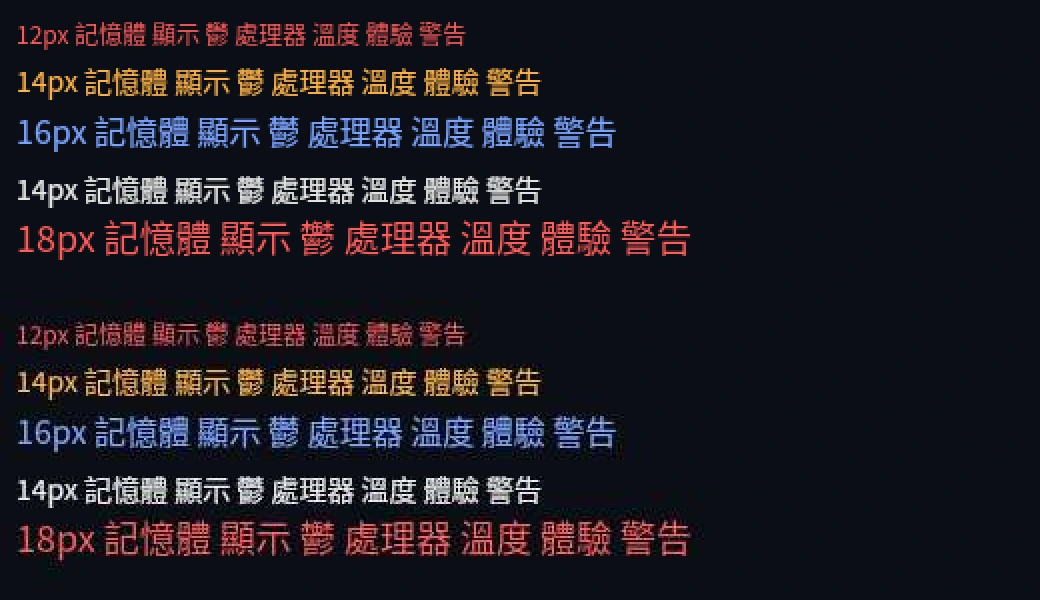 12px 記憶體 顯示 鬱 處理器 溫度 體驗 警告
14px 記憶體 顯示 鬱 處理器 溫度 體驗 警告
16px 記憶體 顯示 鬱 處理器 溫度 體驗 警告
14px 記憶體 顯示 鬱 處理器 溫度 體驗 警告
18px 記憶體 顯示 鬱 處理器 溫度 體驗 警告
12px 記憶體 顯示 鬱 處理器 溫度 體驗 警告
14px 記憶體 顯示 鬱 處理器 溫度 體驗 警告
16px 記憶體 顯示 鬱 處理器 溫度 體驗 警告
14px 記憶體 顯示 鬱 處理器 溫度 體驗 警告
18px 記憶體 顯示 鬱 處理器 溫度 體驗 警告